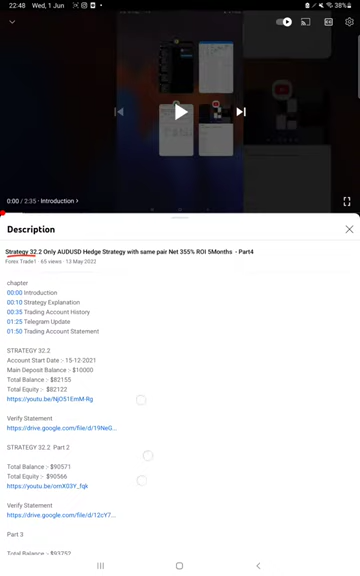 22:48 Wed, 1 Jun 38%
0:00 / 2:35 · Introduction >
Description
Strategy 32.2 Only AUDUSD Hedge Strategy with same pair Net 355% ROI 5Months - Part4
Forex Trade1 · 65 views · 13 May 2022
chapter
00:00 Introduction
00:10 Strategy Explanation
00:35 Trading Account History
01:25 Telegram Update
01:50 Trading Account Statement
STRATEGY 32.2
Account Start Date :- 15-12-2021
Main Deposit Balance :- $10000
Total Balance :- $82155
Total Equity :- $82122
https://youtu.be/NjO51EmM-Rg
Verify Statement
https://drive.google.com/file/d/19NeG...
STRATEGY 32.2 Part 2
Total Balance :- $90571
Total Equity :- $90566
https://youtu.be/omX03Y_fqk
Verify Statement
https://drive.google.com/file/d/12cY7...
Part 3
Total Balance :- $93752